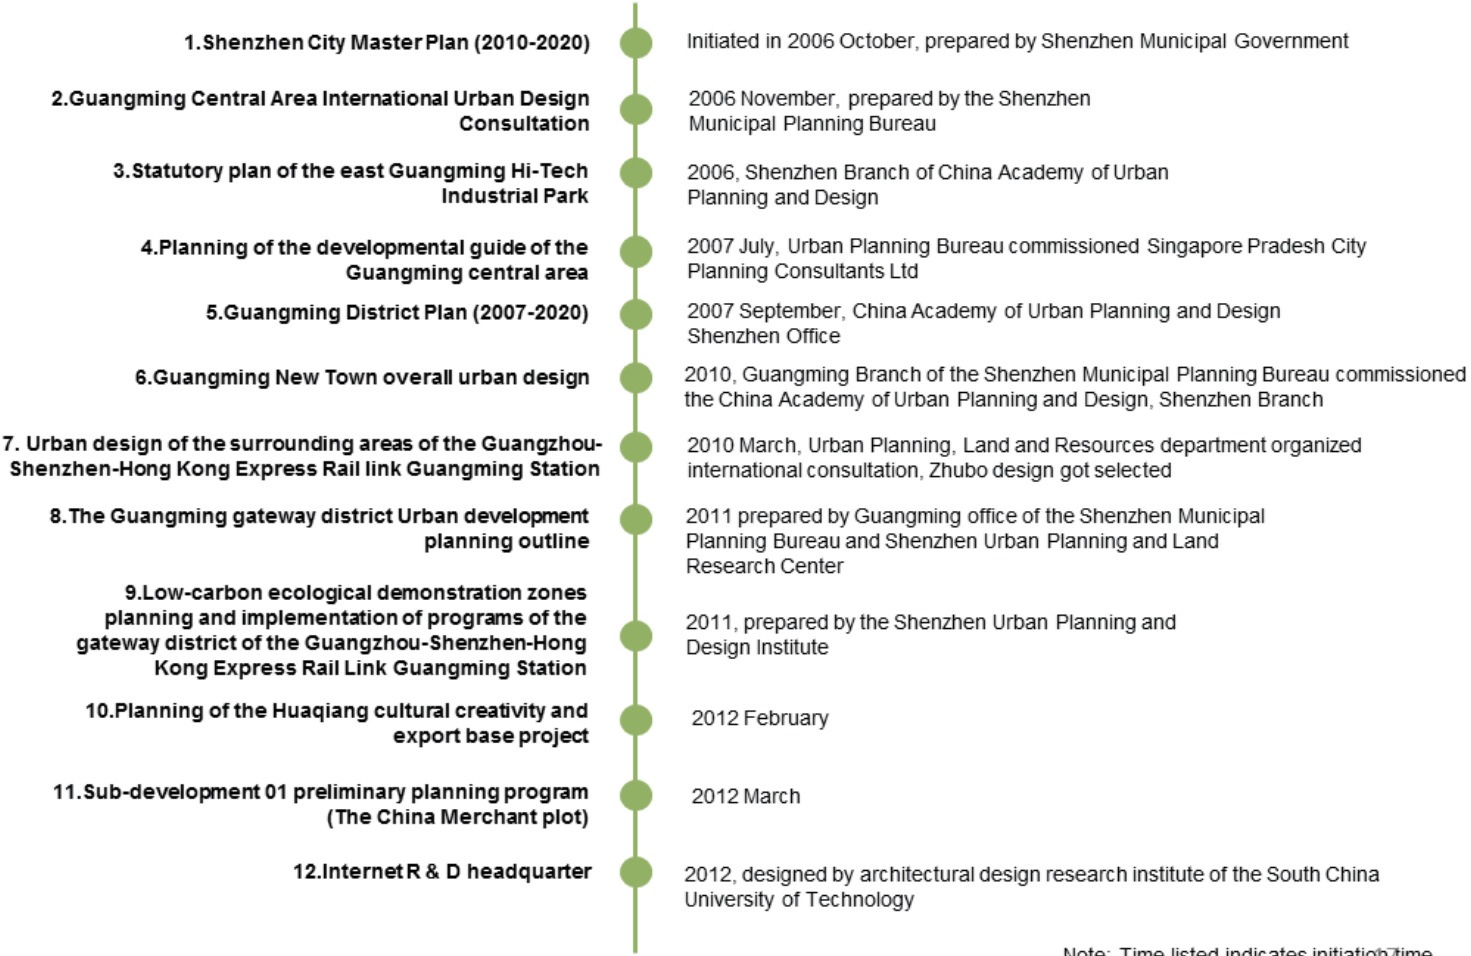 1.Shenzhen City Master Plan (2010-2020)
Initiated in 2006 October, prepared by Shenzhen Municipal Government
2.Guangming Central Area International Urban Design
Consultation
2006 November, prepared by the Shenzhen
Municipal Planning Bureau
3.Statutory plan of the east Guangming Hi-Tech
Industrial Park
2006, Shenzhen Branch of China Academy of Urban
Planning and Design
4.Planning of the developmental guide of the
Guangming central area
2007 July, Urban Planning Bureau commissioned Singapore Pradesh City
Planning Consultants Ltd
5.Guangming District Plan (2007-2020)
2007 September, China Academy of Urban Planning and Design
Shenzhen Office
6.Guangming New Town overall urban design
2010, Guangming Branch of the Shenzhen Municipal Planning Bureau commissioned
the China Academy of Urban Planning and Design, Shenzhen Branch
7. Urban design of the surrounding areas of the Guangzhou-
Shenzhen-Hong Kong Express Rail link Guangming Station
2010 March, Urban Planning, Land and Resources department organized
international consultation, Zhubo design got selected
8.The Guangming gateway district Urban development
planning outline
2011 prepared by Guangming office of the Shenzhen Municipal
Planning Bureau and Shenzhen Urban Planning and Land
Research Center
9.Low-carbon ecological demonstration zones
planning and implementation of programs of the
gateway district of the Guangzhou-Shenzhen-Hong
Kong Express Rail Link Guangming Station
2011, prepared by the Shenzhen Urban Planning and
Design Institute
10.Planning of the Huaqiang cultural creativity and
export base project
2012 February
11.Sub-development 01 preliminary planning program
(The China Merchant plot)
2012 March
12.Internet R & D headquarter
2012, designed by architectural design research institute of the South China
University of Technology
Note: Time listed indicates initiation time